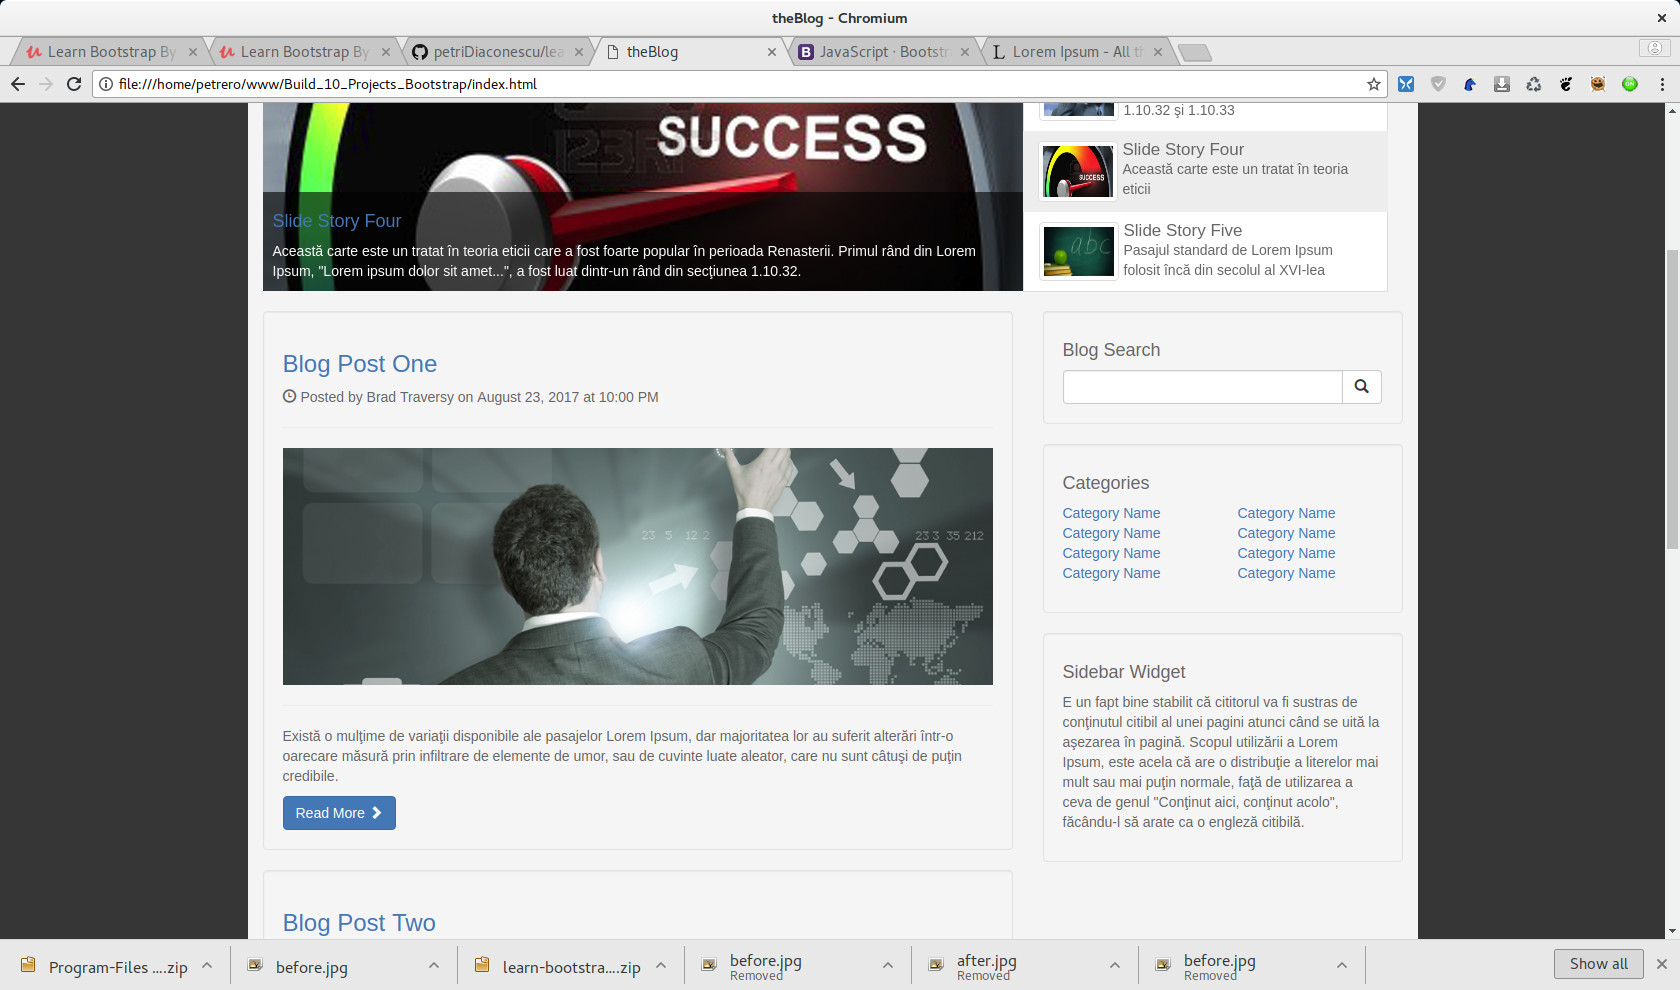 theBlog - Chromium
Learn Bootstrap By
Learn Bootstrap By
petriDiaconescu/lea
theBlog
JavaScript · Bootstr
Lorem Ipsum - All t
file:///home/petrero/www/Build_10_Projects_Bootstrap/index.html
SUCCESS
123RF
Slide Story Four
Această carte este un tratat în teoria eticii care a fost foarte popular în perioada Renasterii. Primul rând din Lorem
Ipsum, "Lorem ipsum dolor sit amet...", a fost luat dintr-un rând din secţiunea 1.10.32.
1.10.32 şi 1.10.33
SUCCESS
Slide Story Four
Această carte este un tratat în teoria
eticii
abc
Slide Story Five
Pasajul standard de Lorem Ipsum
folosit încă din secolul al XVI-lea
Blog Post One
Posted by Brad Traversy on August 23, 2017 at 10:00 PM
23 5 12 2
23 3 35 212
Există o mulţime de variaţii disponibile ale pasajelor Lorem Ipsum, dar majoritatea lor au suferit alterări într-o
oarecare măsură prin infiltrare de elemente de umor, sau de cuvinte luate aleator, care nu sunt câtuşi de puţin
credibile.
Read More
Blog Post Two
Blog Search
Categories
Category Name Category Name
Category Name Category Name
Category Name Category Name
Category Name Category Name
Sidebar Widget
E un fapt bine stabilit că cititorul va fi sustras de
conţinutul citibil al unei pagini atunci când se uită la
aşezarea în pagină. Scopul utilizării a Lorem
Ipsum, este acela că are o distribuţie a literelor mai
mult sau mai puţin normale, faţă de utilizarea a
ceva de genul "Conţinut aici, conţinut acolo",
făcându-l să arate ca o engleză citibilă.
Program-Files ....zip
before.jpg
learn-bootstra....zip
before.jpg
Removed
after.jpg
Removed
before.jpg
Removed
Show all